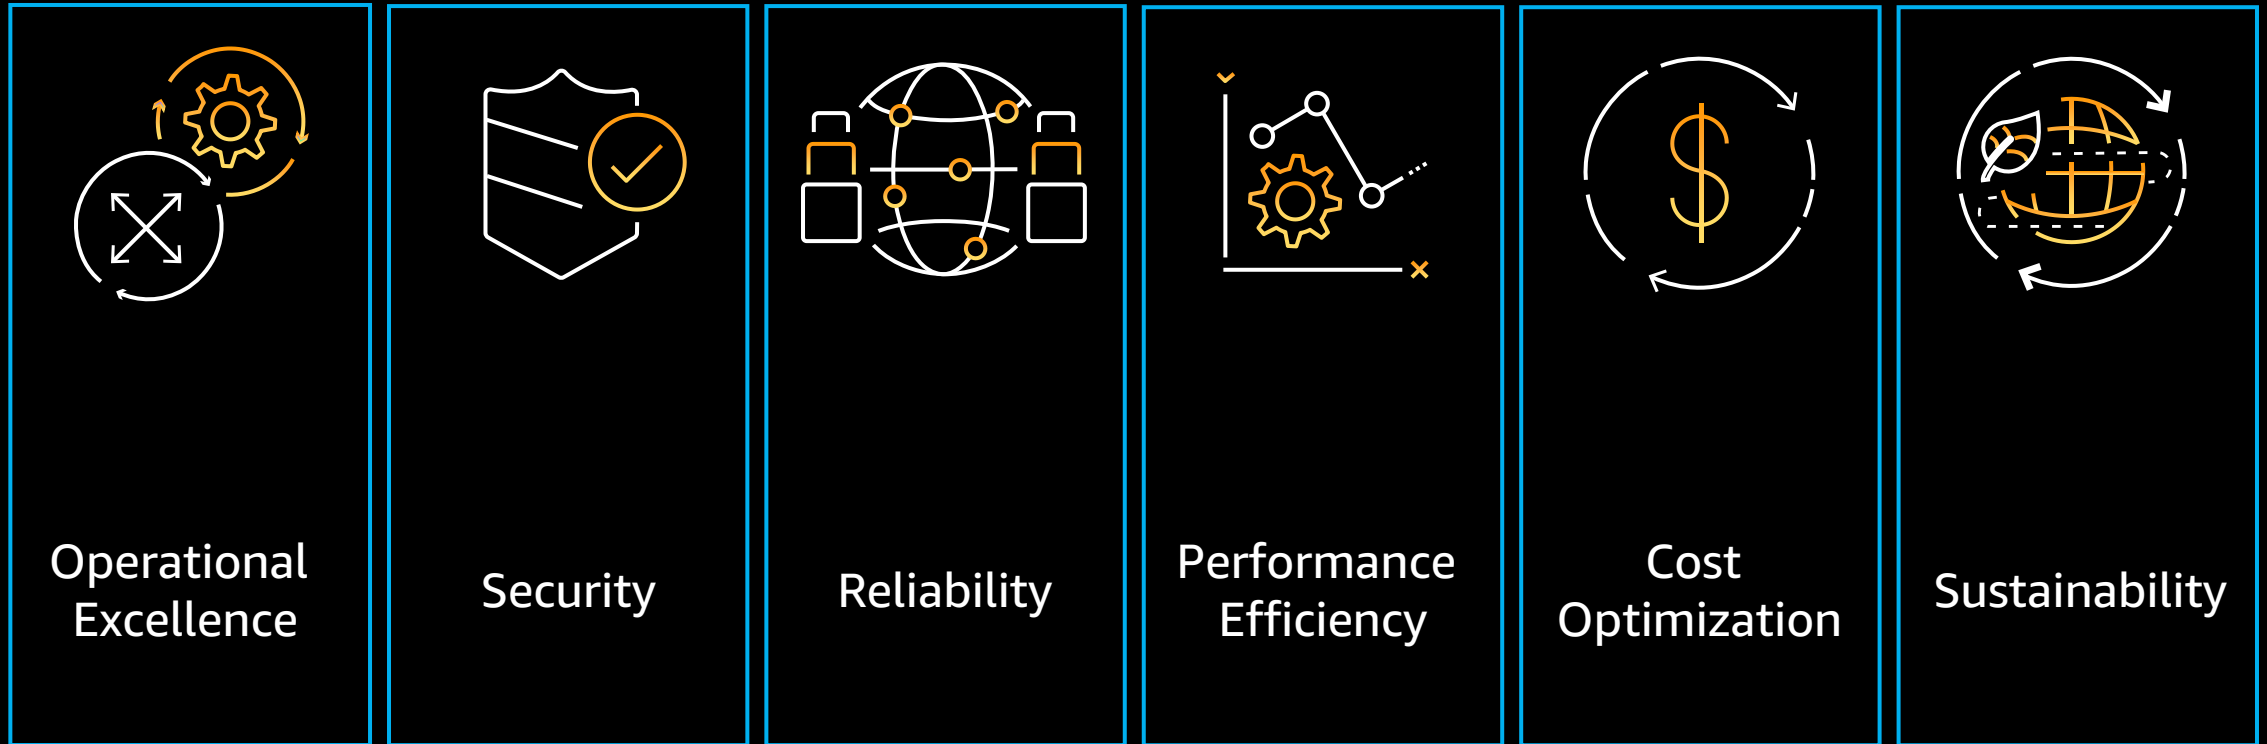 Operational
Excellence
Security
Reliability
Performance
Efficiency
Cost
Optimization
Sustainability